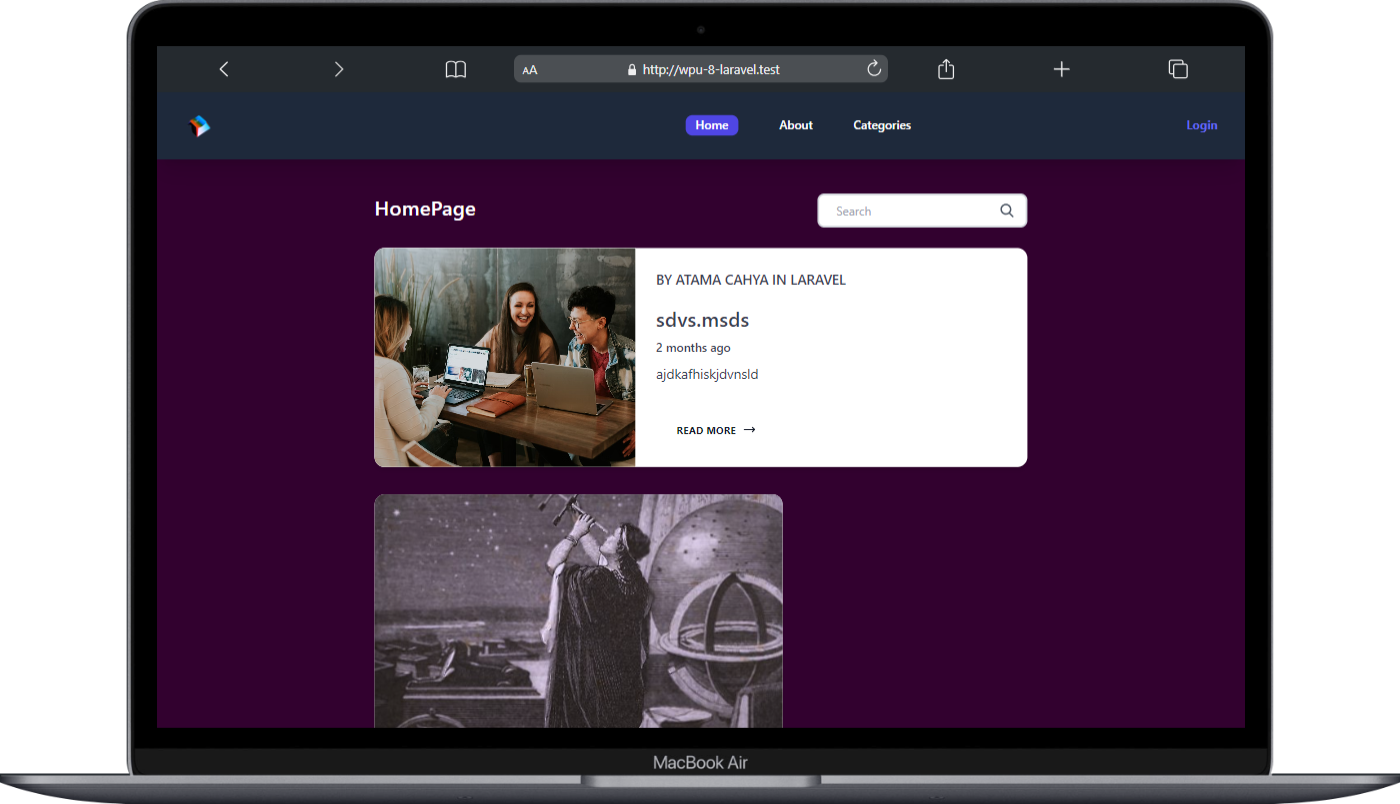 AA
http://wpu-8-laravel.test
Home
About
Categories
Login
HomePage
Search
BY ATAMA CAHYA IN LARAVEL
sdvs.msds
2 months ago
ajdkafhiskjdvnsld
READ MORE
MacBook Air